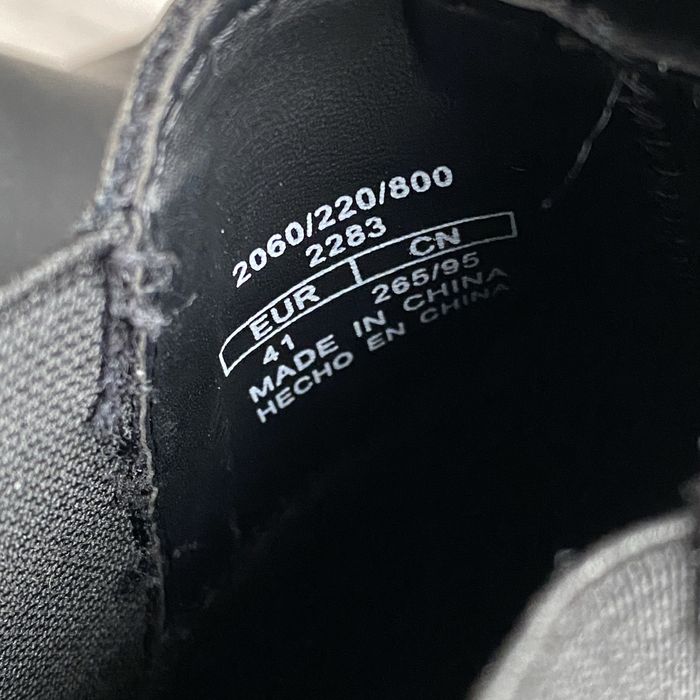 2060/220/800
2283
EUR CN
41 265/95
MADE IN CHINA
HECHO EN CHINA